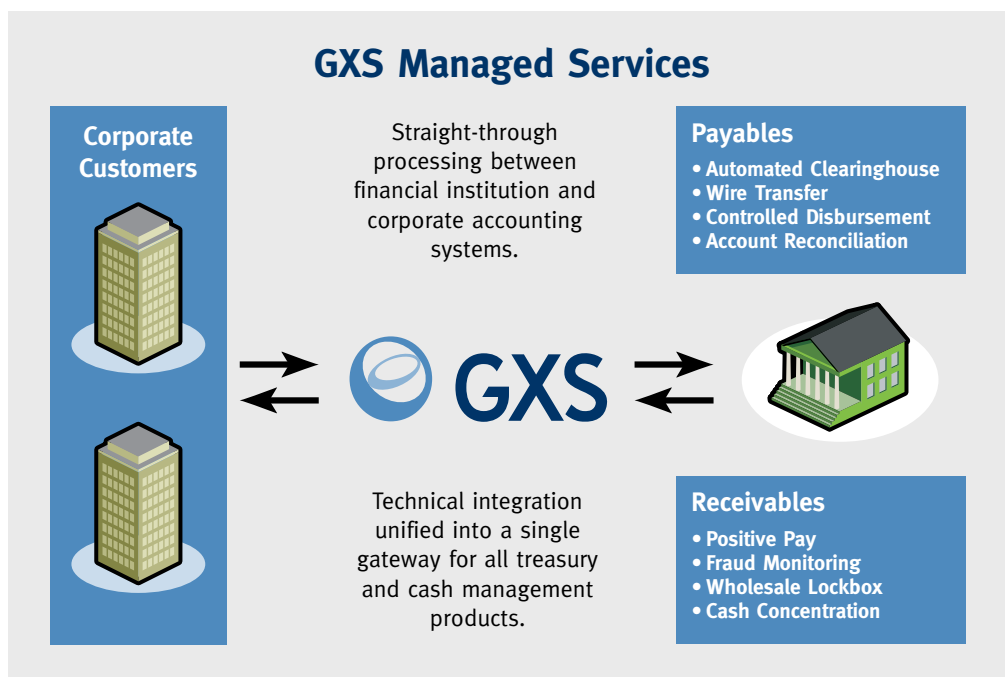 GXS Managed Services
Corporate
Customers
Straight-through
processing between
financial institution and
corporate accounting
systems.
Payables
• Automated Clearinghouse
• Wire Transfer
• Controlled Disbursement
• Account Reconciliation
GXS
Technical integration
unified into a single
gateway for all treasury
and cash management
products.
Receivables
• Positive Pay
• Fraud Monitoring
• Wholesale Lockbox
• Cash Concentration